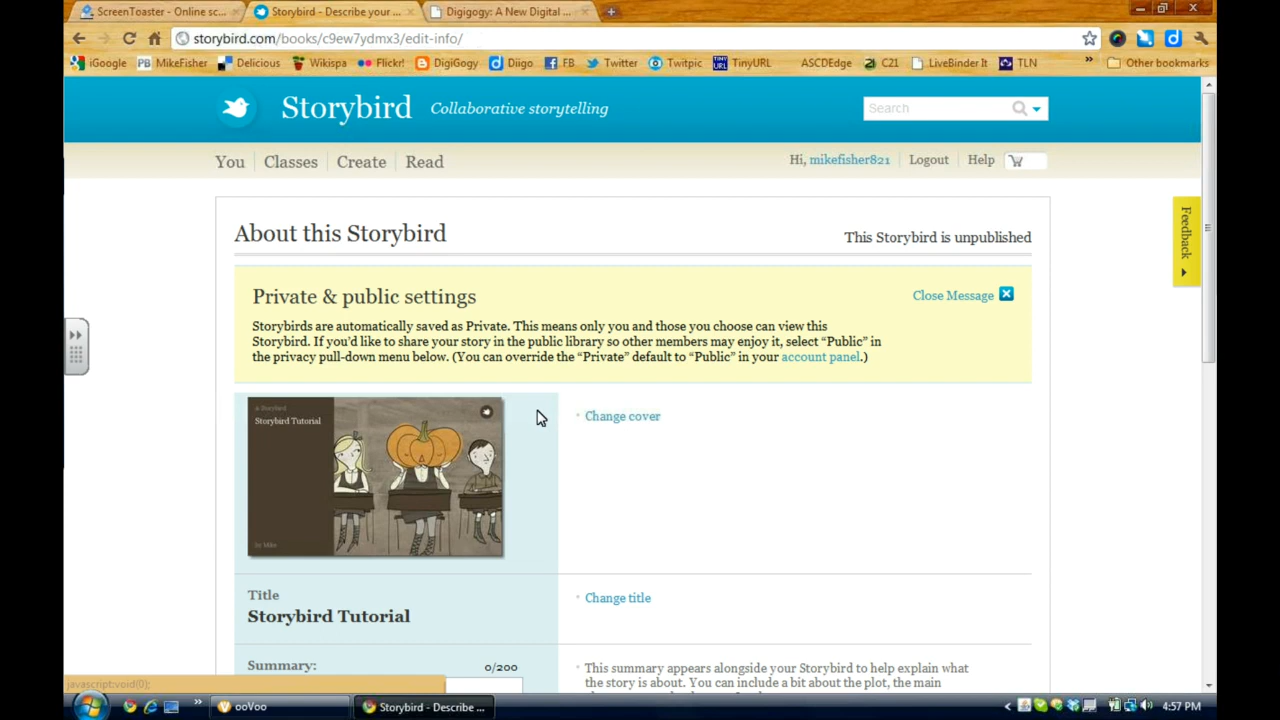 ScreenToaster - Online sc...
Storybird - Describe your ...
Digigogy: A New Digital ...
storybird.com/books/c9ew7ydmx3/edit-info/
iGoogle PB MikeFisher Delicious Wikispa Flickr! DigiGogy Diigo FB Twitter Twitpic TinyURL ASCDEdge C21 LiveBinder It TLN » Other bookmarks
Storybird Collaborative storytelling Search
You Classes Create Read Hi, mikefisher821 Logout Help
Feedback
About this Storybird This Storybird is unpublished
Private & public settings Close Message
Storybirds are automatically saved as Private. This means only you and those you choose can view this
Storybird. If you'd like to share your story in the public library so other members may enjoy it, select “Public” in
the privacy pull-down menu below. (You can override the “Private” default to “Public” in your account panel.)
A Storybird
Storybird Tutorial
by Mike
Change cover
Title
Storybird Tutorial
Change title
Summary: 0/200
This summary appears alongside your Storybird to help explain what
the story is about. You can include a bit about the plot, the main
javascript:void(0);
ooVoo
Storybird - Describe ...
4:57 PM